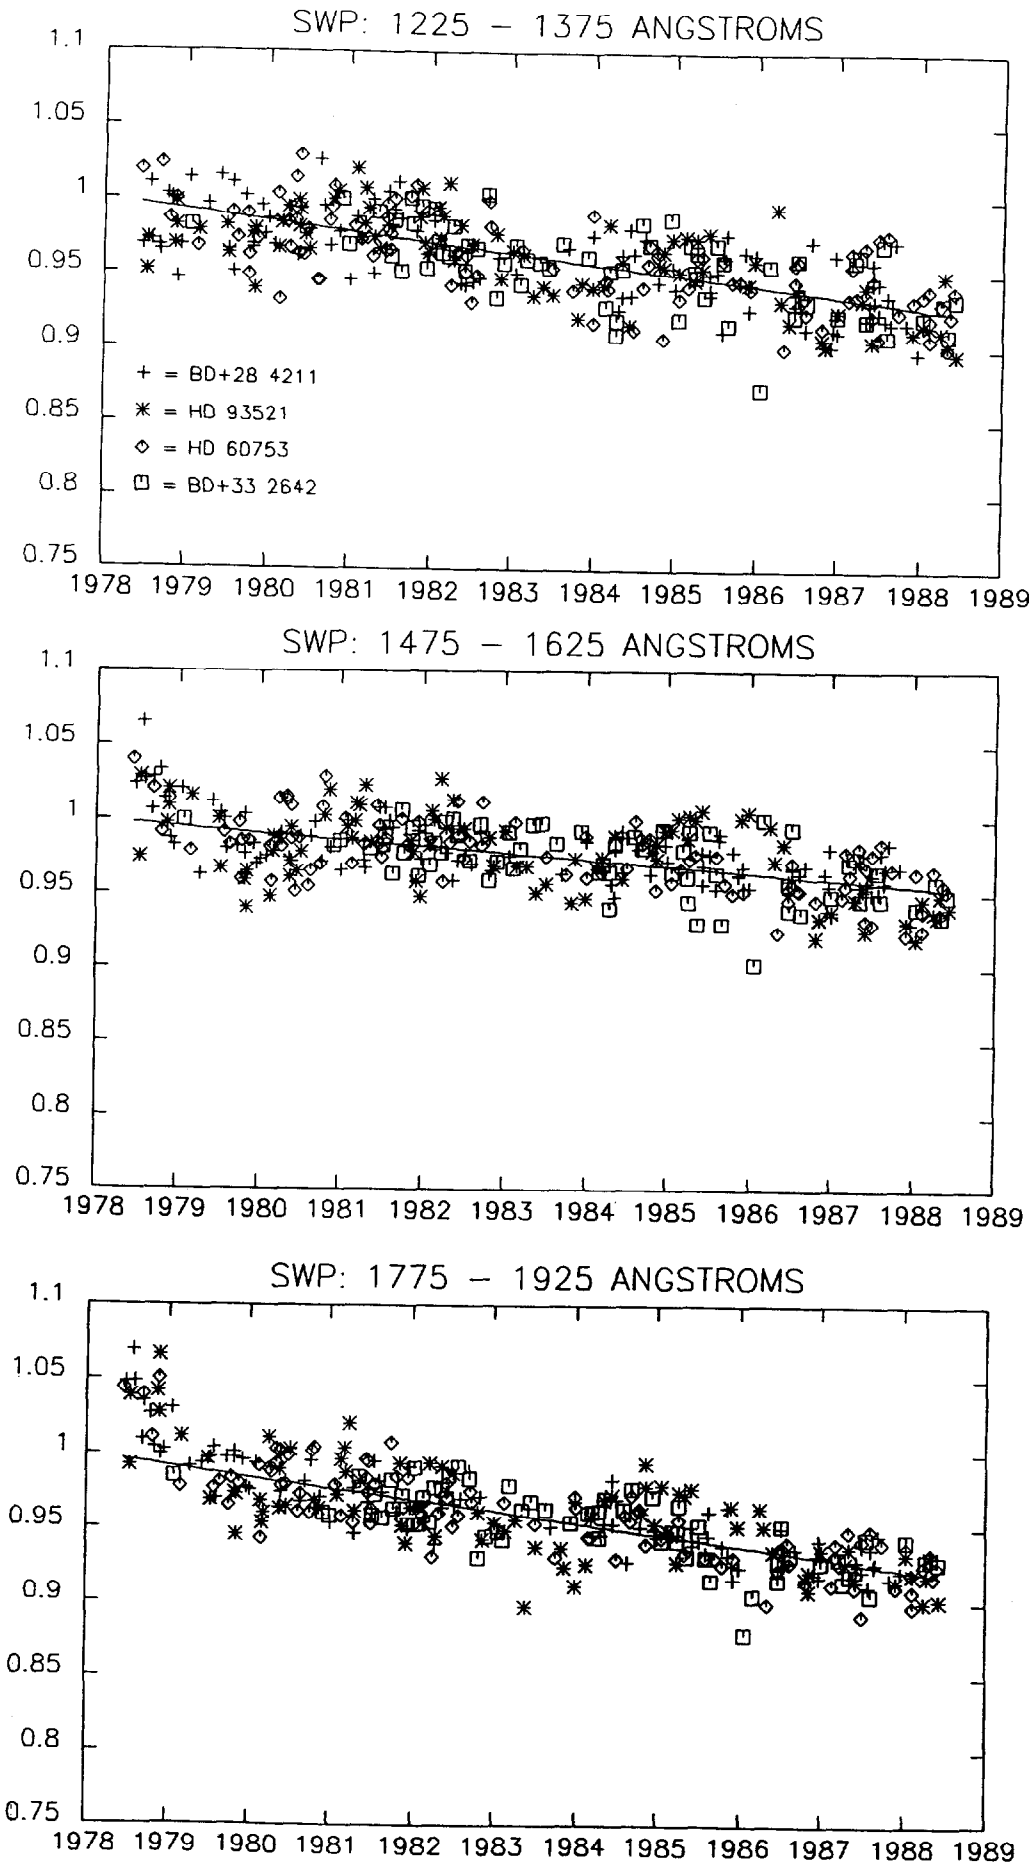 SWP: 1225 – 1375 ANGSTROMS
1.1
1.05
1
0.95
0.9
0.85
0.8
0.75
+ = BD+28 4211
✳ = HD 93521
◇ = HD 60753
□ = BD+33 2642
1978 1979 1980 1981 1982 1983 1984 1985 1986 1987 1988 1989
SWP: 1475 – 1625 ANGSTROMS
1.1
1.05
1
0.95
0.9
0.85
0.8
0.75
1978 1979 1980 1981 1982 1983 1984 1985 1986 1987 1988 1989
SWP: 1775 – 1925 ANGSTROMS
1.1
1.05
1
0.95
0.9
0.85
0.8
0.75
1978 1979 1980 1981 1982 1983 1984 1985 1986 1987 1988 1989